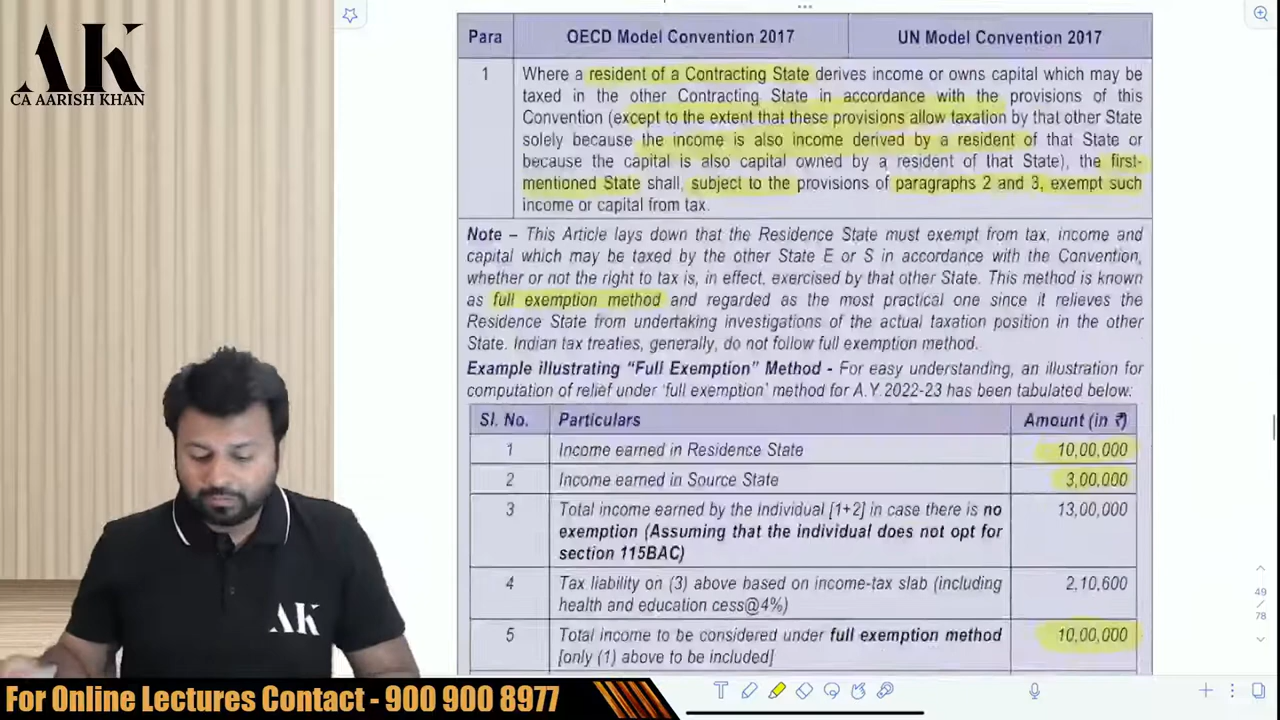 AK
CA AARISH KHAN
Para
OECD Model Convention 2017
UN Model Convention 2017
1
Where a resident of a Contracting State derives income or owns capital which may be
taxed in the other Contracting State in accordance with the provisions of this
Convention (except to the extent that these provisions allow taxation by that other State
solely because the income is also income derived by a resident of that State or
because the capital is also capital owned by a resident of that State), the first-
mentioned State shall, subject to the provisions of paragraphs 2 and 3, exempt such
income or capital from tax.
Note – This Article lays down that the Residence State must exempt from tax, income and
capital which may be taxed by the other State E or S in accordance with the Convention,
whether or not the right to tax is, in effect, exercised by that other State. This method is known
as full exemption method and regarded as the most practical one since it relieves the
Residence State from undertaking investigations of the actual taxation position in the other
State. Indian tax treaties, generally, do not follow full exemption method.
Example illustrating “Full Exemption” Method - For easy understanding, an illustration for
computation of relief under 'full exemption' method for A.Y.2022-23 has been tabulated below:
Sl. No. Particulars Amount (in ₹)
1 Income earned in Residence State 10,00,000
2 Income earned in Source State 3,00,000
3 Total income earned by the Individual [1+2] in case there is no 13,00,000
exemption (Assuming that the individual does not opt for
section 115BAC)
4 Tax liability on (3) above based on income-tax slab (including 2,10,600
health and education cess@4%)
5 Total income to be considered under full exemption method 10,00,000
[only (1) above to be included]
49
/
78
AK
For Online Lectures Contact - 900 900 8977